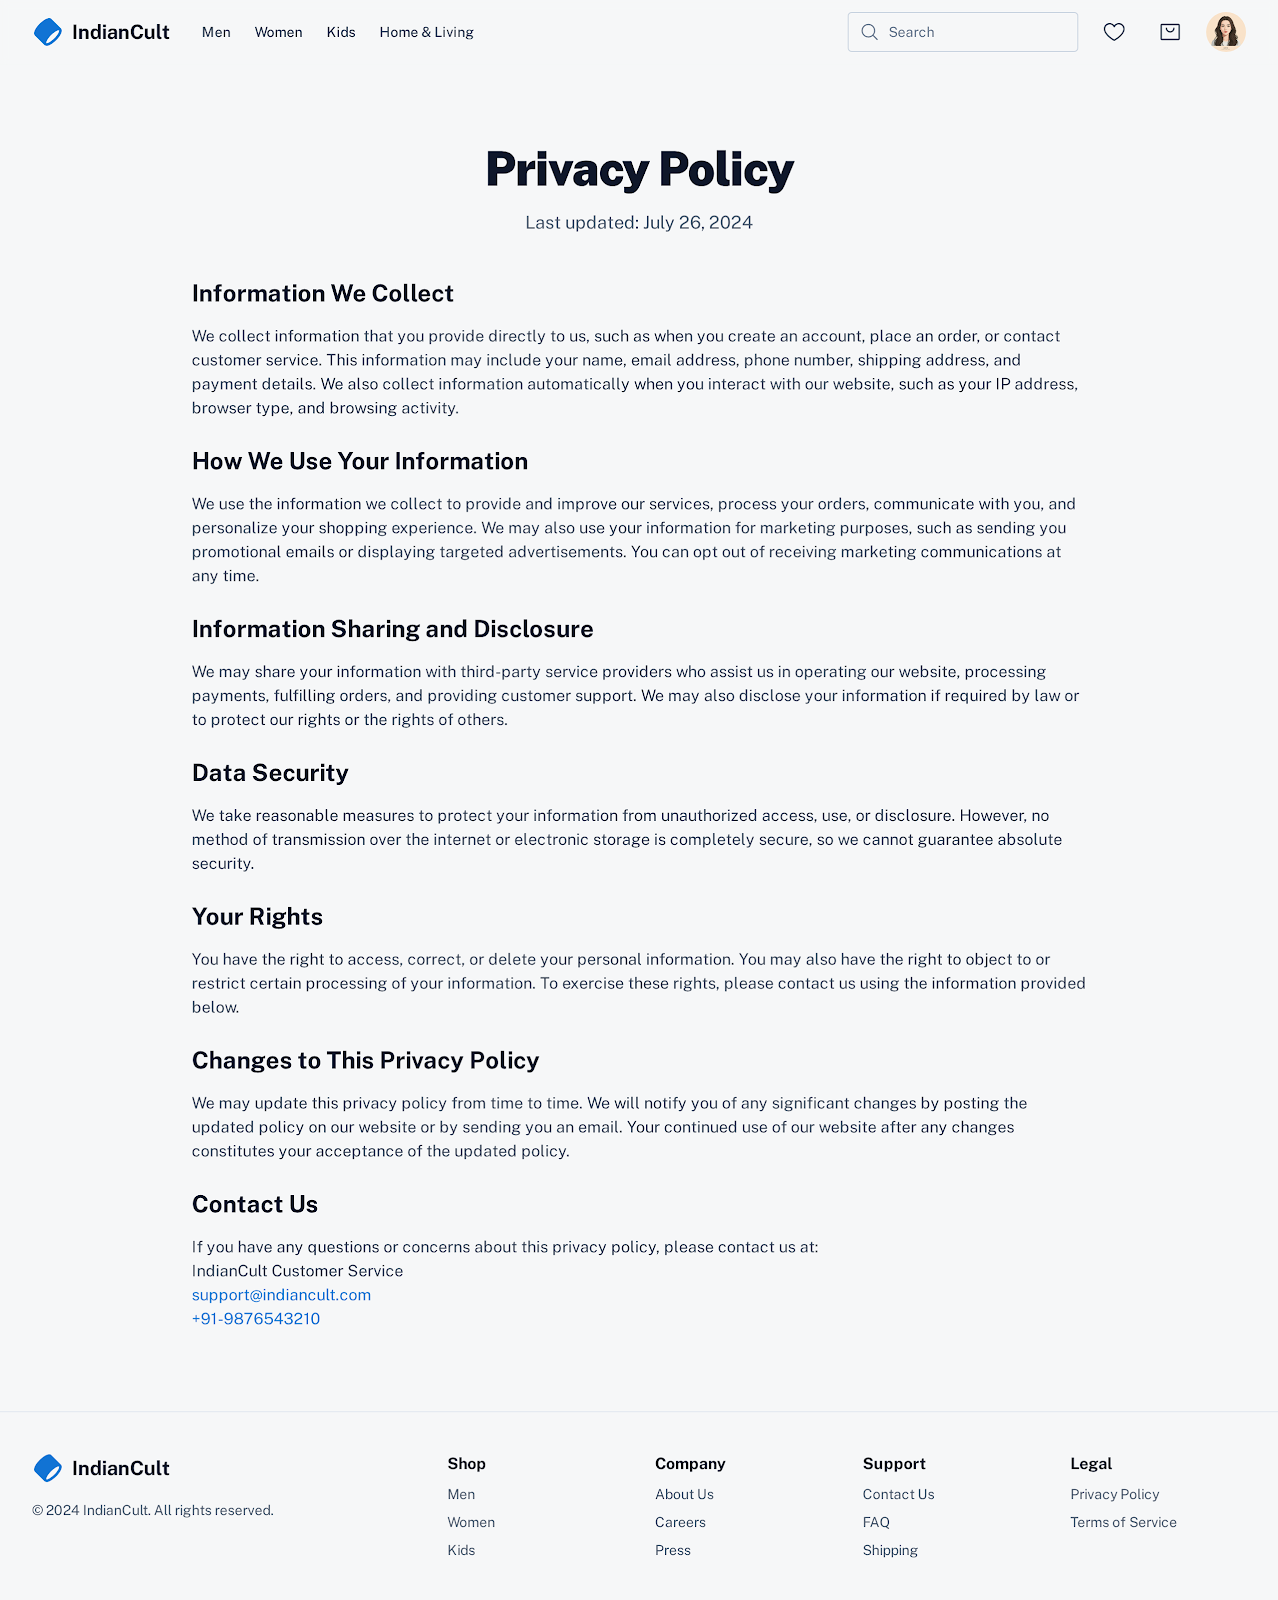 IndianCult
Men
Women
Kids
Home & Living
Search
Privacy Policy
Last updated: July 26, 2024
Information We Collect
We collect information that you provide directly to us, such as when you create an account, place an order, or contact
customer service. This information may include your name, email address, phone number, shipping address, and
payment details. We also collect information automatically when you interact with our website, such as your IP address,
browser type, and browsing activity.
How We Use Your Information
We use the information we collect to provide and improve our services, process your orders, communicate with you, and
personalize your shopping experience. We may also use your information for marketing purposes, such as sending you
promotional emails or displaying targeted advertisements. You can opt out of receiving marketing communications at
any time.
Information Sharing and Disclosure
We may share your information with third-party service providers who assist us in operating our website, processing
payments, fulfilling orders, and providing customer support. We may also disclose your information if required by law or
to protect our rights or the rights of others.
Data Security
We take reasonable measures to protect your information from unauthorized access, use, or disclosure. However, no
method of transmission over the internet or electronic storage is completely secure, so we cannot guarantee absolute
security.
Your Rights
You have the right to access, correct, or delete your personal information. You may also have the right to object to or
restrict certain processing of your information. To exercise these rights, please contact us using the information provided
below.
Changes to This Privacy Policy
We may update this privacy policy from time to time. We will notify you of any significant changes by posting the
updated policy on our website or by sending you an email. Your continued use of our website after any changes
constitutes your acceptance of the updated policy.
Contact Us
If you have any questions or concerns about this privacy policy, please contact us at:
IndianCult Customer Service
support@indiancult.com
+91-9876543210
IndianCult
© 2024 IndianCult. All rights reserved.
Shop
Men
Women
Kids
Company
About Us
Careers
Press
Support
Contact Us
FAQ
Shipping
Legal
Privacy Policy
Terms of Service